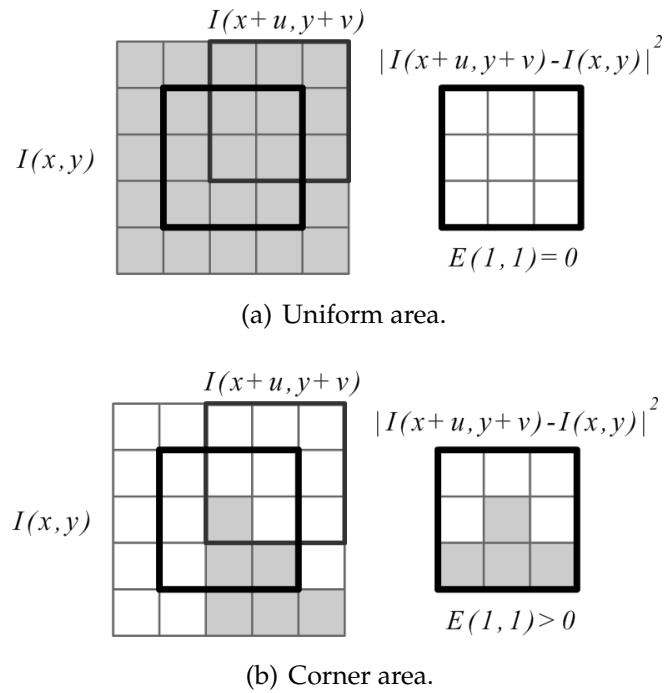 I(x+u,y+v)
|I(x+u,y+v)-I(x,y)|²
I(x,y)
E(1,1)=0
(a) Uniform area.
I(x+u,y+v)
|I(x+u,y+v)-I(x,y)|²
I(x,y)
E(1,1)>0
(b) Corner area.